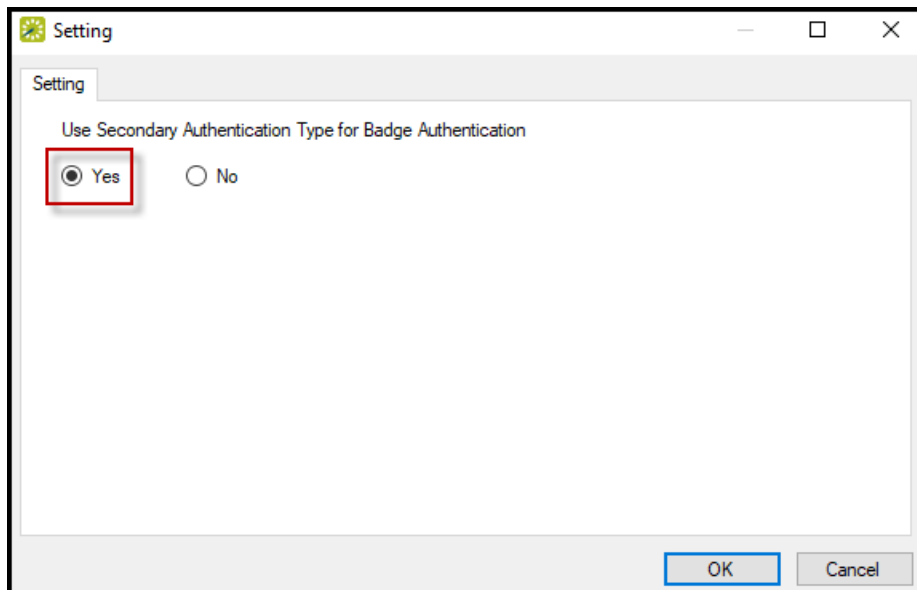 Setting
Setting
Use Secondary Authentication Type for Badge Authentication
Yes No
OK Cancel